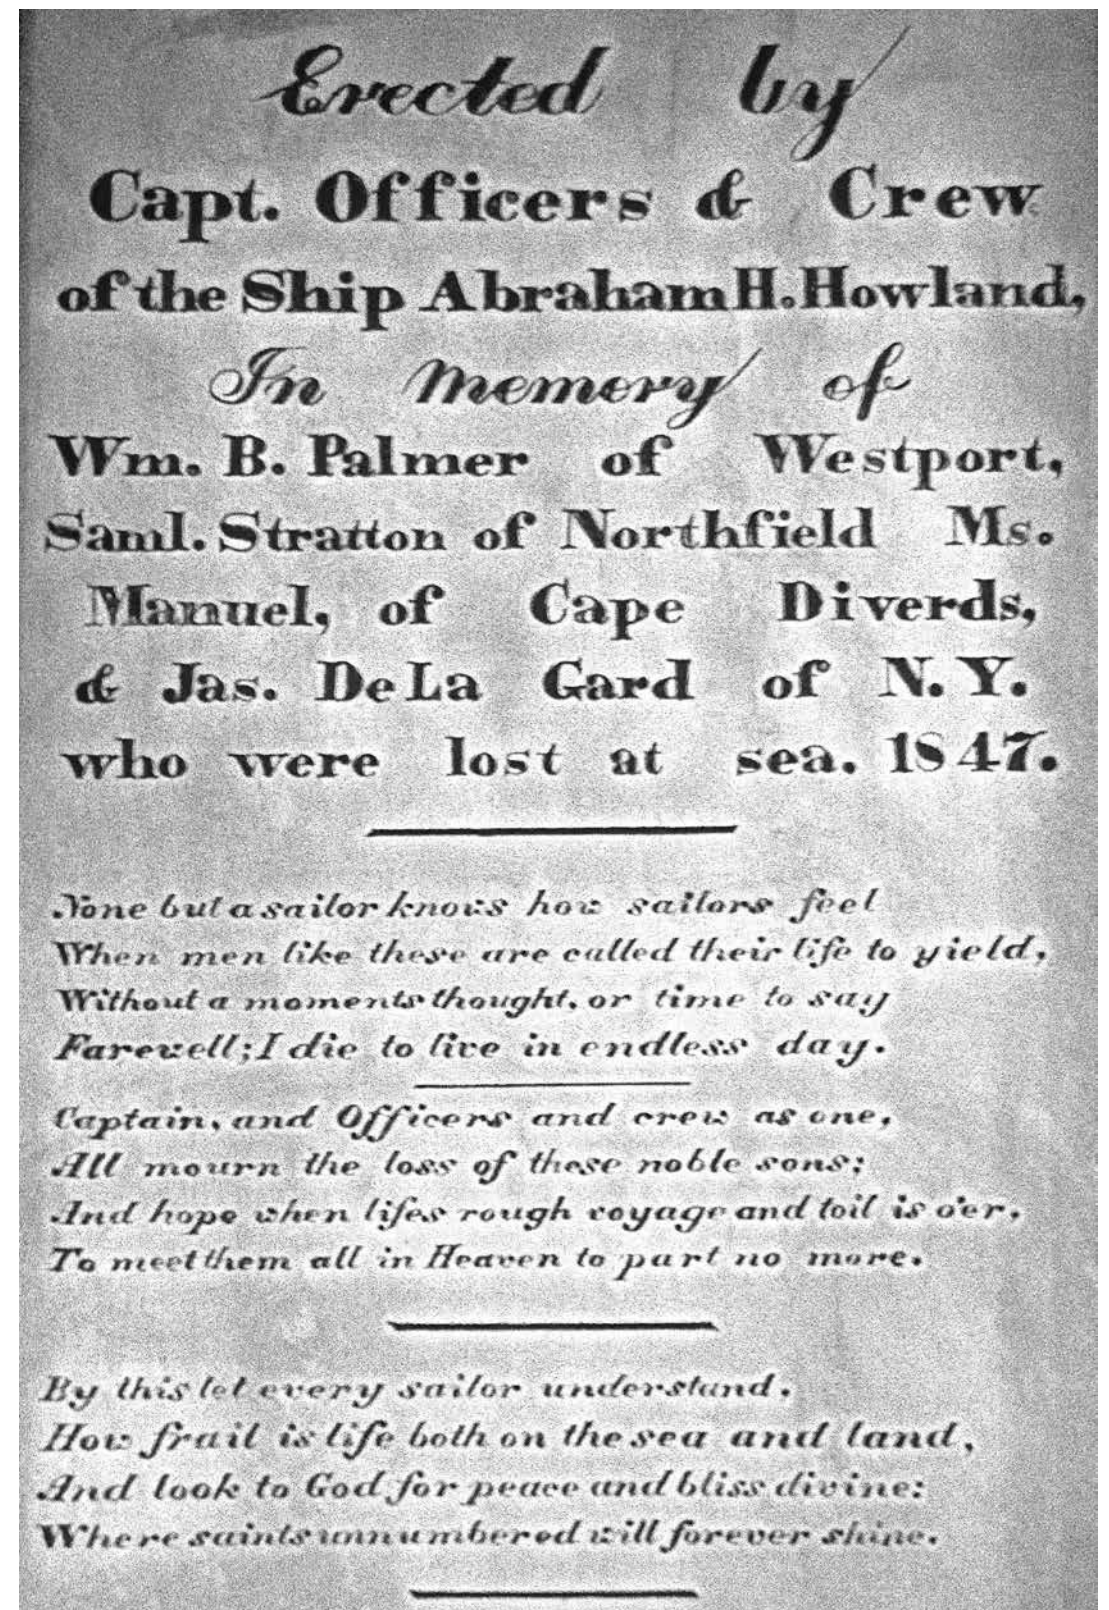 Erected by
Capt. Officers & Crew
of the Ship Abraham H. Howland,
In memory of
Wm. B. Palmer of Westport,
Saml. Stratton of Northfield Ms.
Manuel, of Cape Diverds,
& Jas. De La Gard of N. Y.
who were lost at sea. 1847.
None but a sailor knows how sailors feel
When men like these are called their life to yield,
Without a moments thought, or time to say
Farewell; I die to live in endless day.
Captain, and Officers and crew as one,
All mourn the loss of these noble sons;
And hope when lifes rough voyage and toil is o'er,
To meet them all in Heaven to part no more.
By this let every sailor understand,
How frail is life both on the sea and land,
And look to God for peace and bliss divine:
Where saints unnumbered will forever shine.